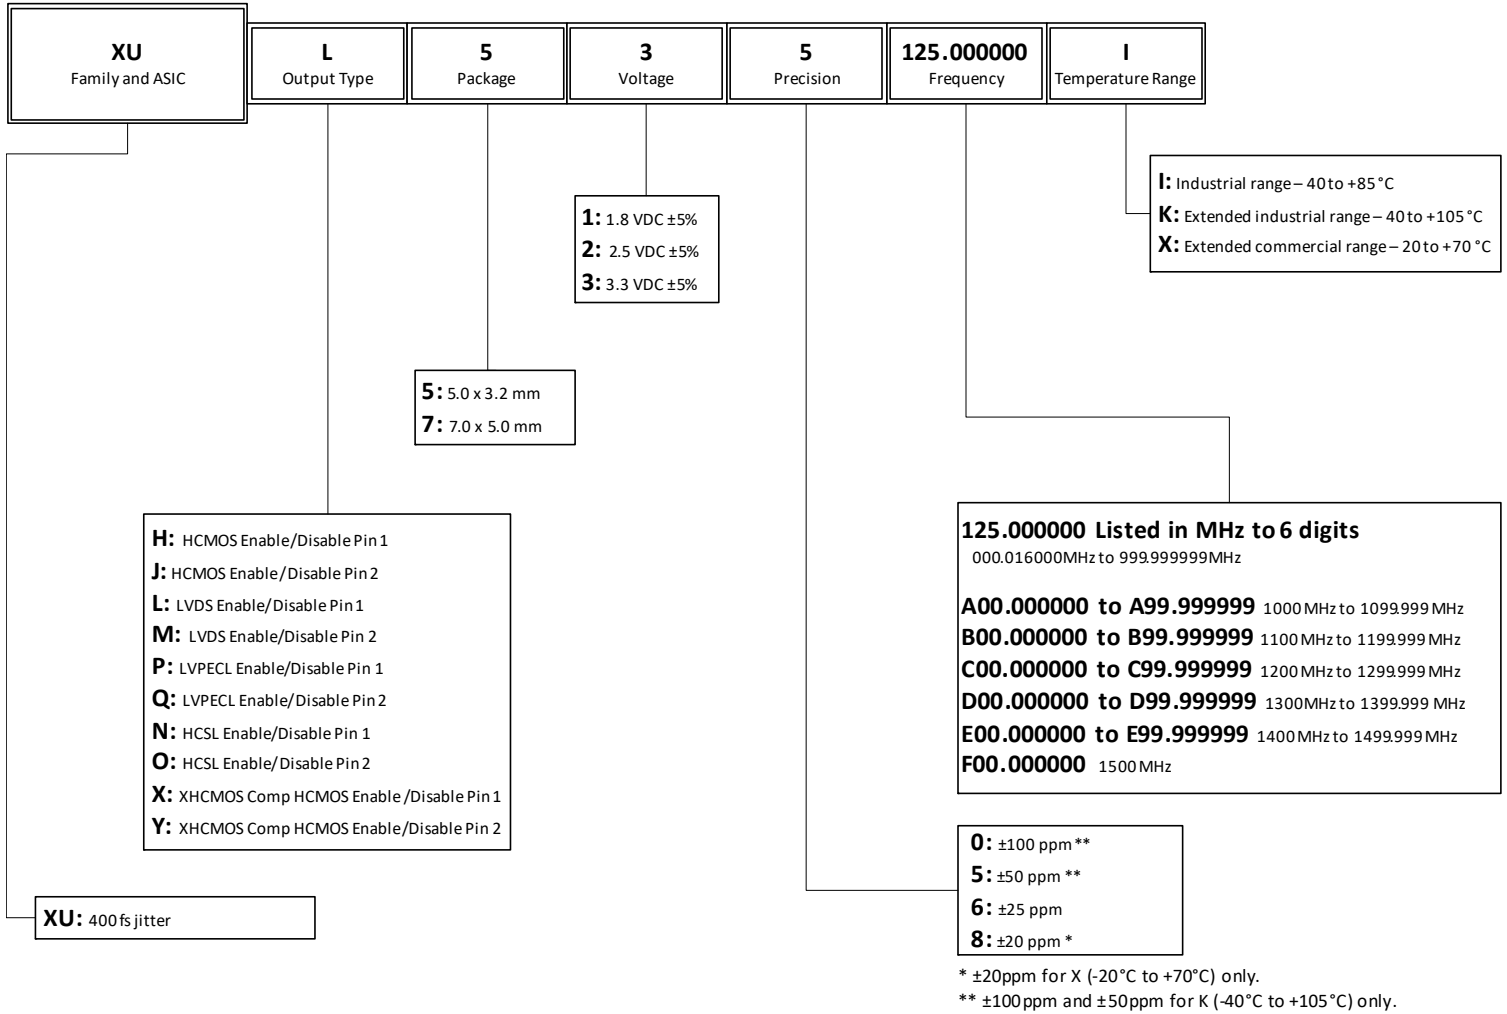 XU
Family and ASIC
L
Output Type
5
Package
3
Voltage
5
Precision
125.000000
Frequency
I
Temperature Range
I: Industrial range – 40 to +85 °C
K: Extended industrial range – 40 to +105 °C
X: Extended commercial range – 20 to +70 °C
1: 1.8 VDC ±5%
2: 2.5 VDC ±5%
3: 3.3 VDC ±5%
5: 5.0 x 3.2 mm
7: 7.0 x 5.0 mm
H: HCMOS Enable/Disable Pin 1
J: HCMOS Enable/Disable Pin 2
L: LVDS Enable/Disable Pin 1
M: LVDS Enable/Disable Pin 2
P: LVPECL Enable/Disable Pin 1
Q: LVPECL Enable/Disable Pin 2
N: HCSL Enable/Disable Pin 1
O: HCSL Enable/Disable Pin 2
X: XHCMOS Comp HCMOS Enable/Disable Pin 1
Y: XHCMOS Comp HCMOS Enable/Disable Pin 2
125.000000 Listed in MHz to 6 digits
000.016000MHz to 999.999999MHz
A00.000000 to A99.999999 1000 MHz to 1099.999 MHz
B00.000000 to B99.999999 1100 MHz to 1199.999 MHz
C00.000000 to C99.999999 1200 MHz to 1299.999 MHz
D00.000000 to D99.999999 1300 MHz to 1399.999 MHz
E00.000000 to E99.999999 1400 MHz to 1499.999 MHz
F00.000000 1500 MHz
0: ±100 ppm **
5: ±50 ppm **
6: ±25 ppm
8: ±20 ppm *
XU: 400 fs jitter
* ±20ppm for X (-20°C to +70°C) only.
** ±100ppm and ±50ppm for K (-40°C to +105°C) only.